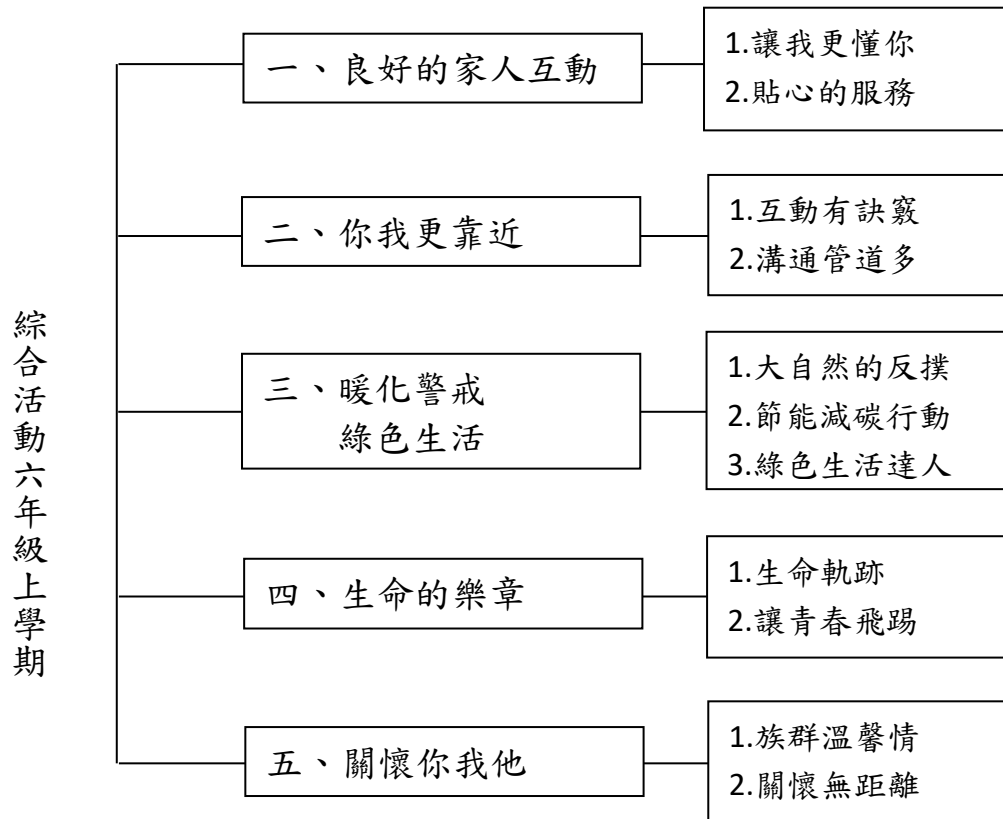 綜合活動六年級上學期
一、良好的家人互動
1.讓我更懂你
2.貼心的服務
二、你我更靠近
1.互動有訣竅
2.溝通管道多
三、暖化警戒
綠色生活
1.大自然的反撲
2.節能減碳行動
3.綠色生活達人
四、生命的樂章
1.生命軌跡
2.讓青春飛踢
五、關懷你我他
1.族群溫馨情
2.關懷無距離